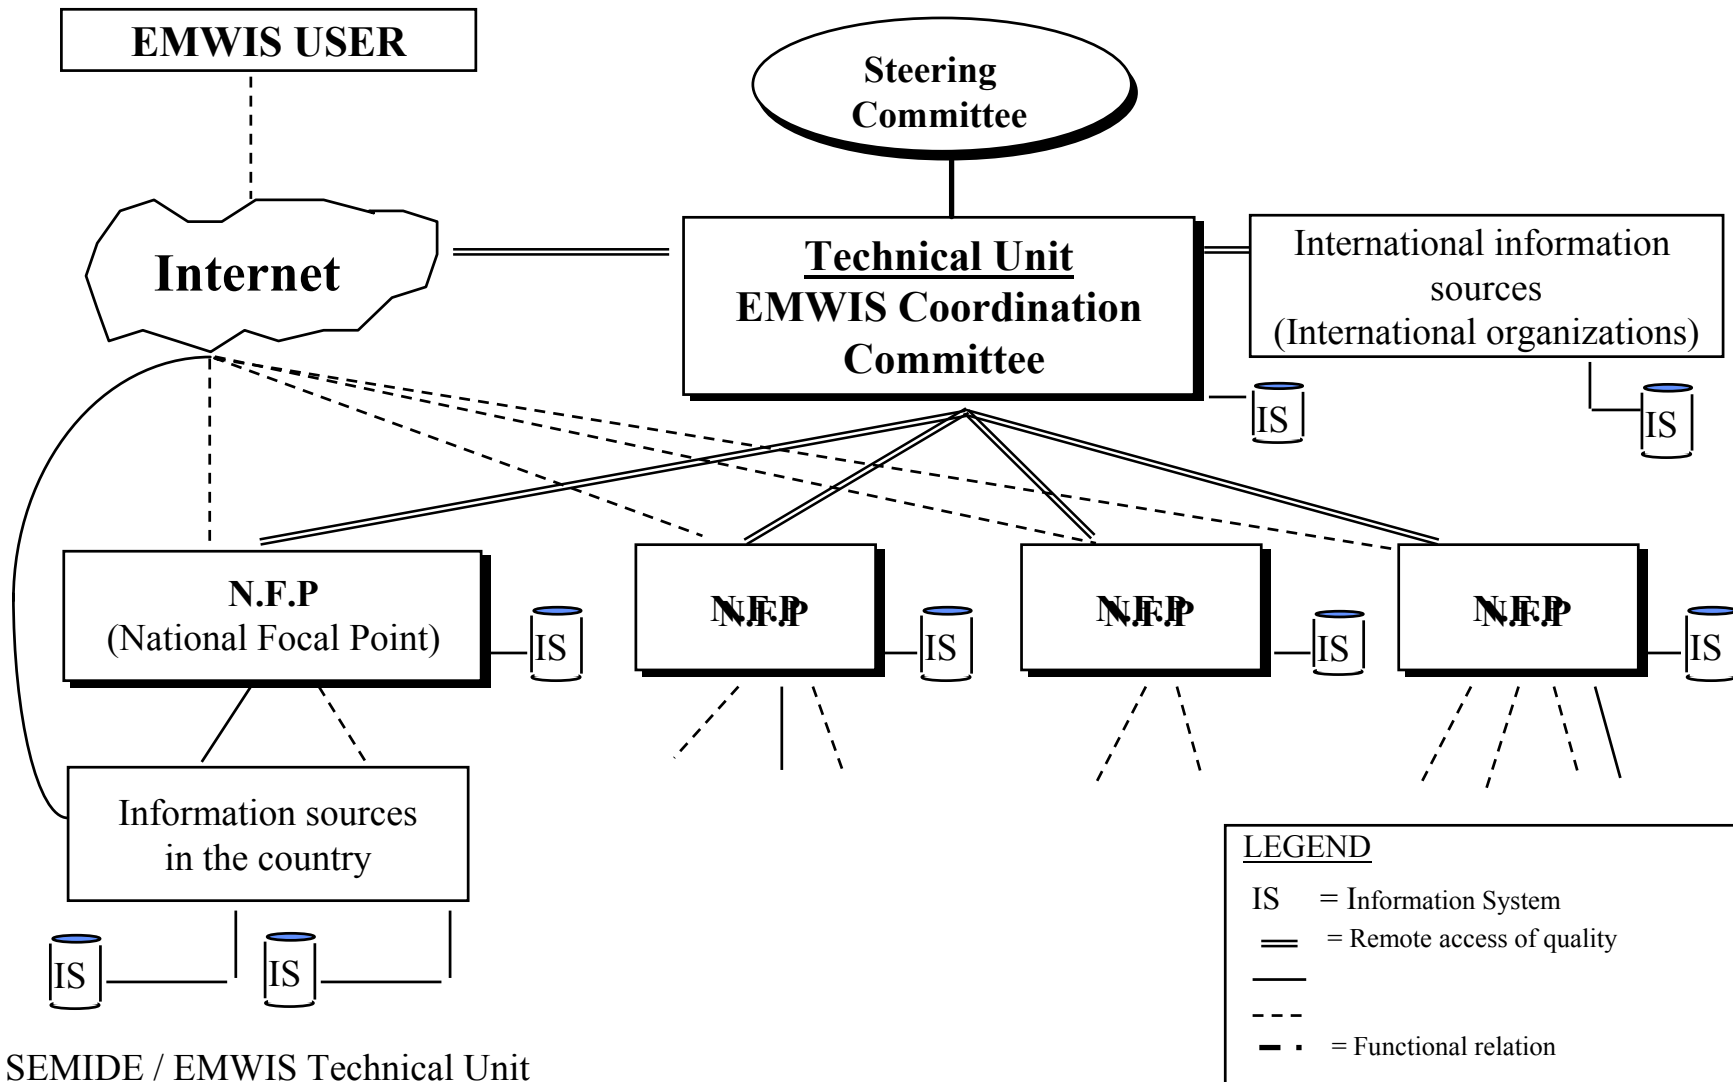 EMWIS USER
Steering
Committee
Internet
Technical Unit
EMWIS Coordination
Committee
International information
sources
(International organizations)
IS
IS
N.F.P
(National Focal Point)
IS
N.F.P
IS
N.F.P
IS
N.F.P
IS
Information sources
in the country
IS
IS
LEGEND
IS = Information System
= Remote access of quality
= Functional relation
SEMIDE / EMWIS Technical Unit